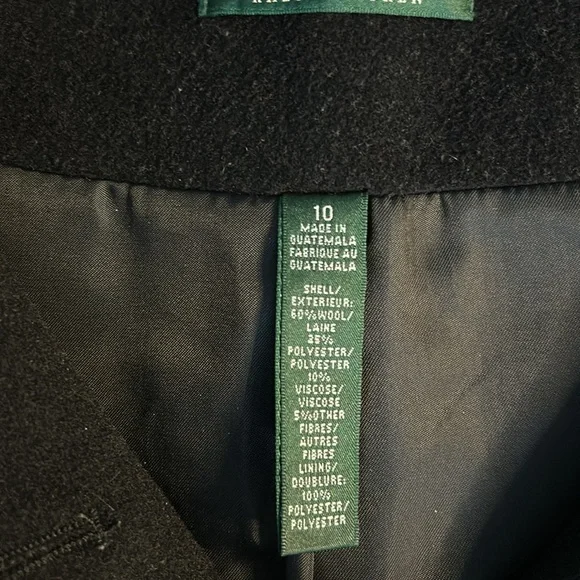 10
MADE IN
GUATEMALA
FABRIQUE AU
GUATEMALA
SHELL/
EXTERIEUR:
60%WOOL/
LAINE
25%
POLYESTER/
POLYESTER
10%
VISCOSE/
VISCOSE
5%OTHER
FIBRES/
AUTRES
FIBRES
LINING/
DOUBLURE:
100%
POLYESTER/
POLYESTER